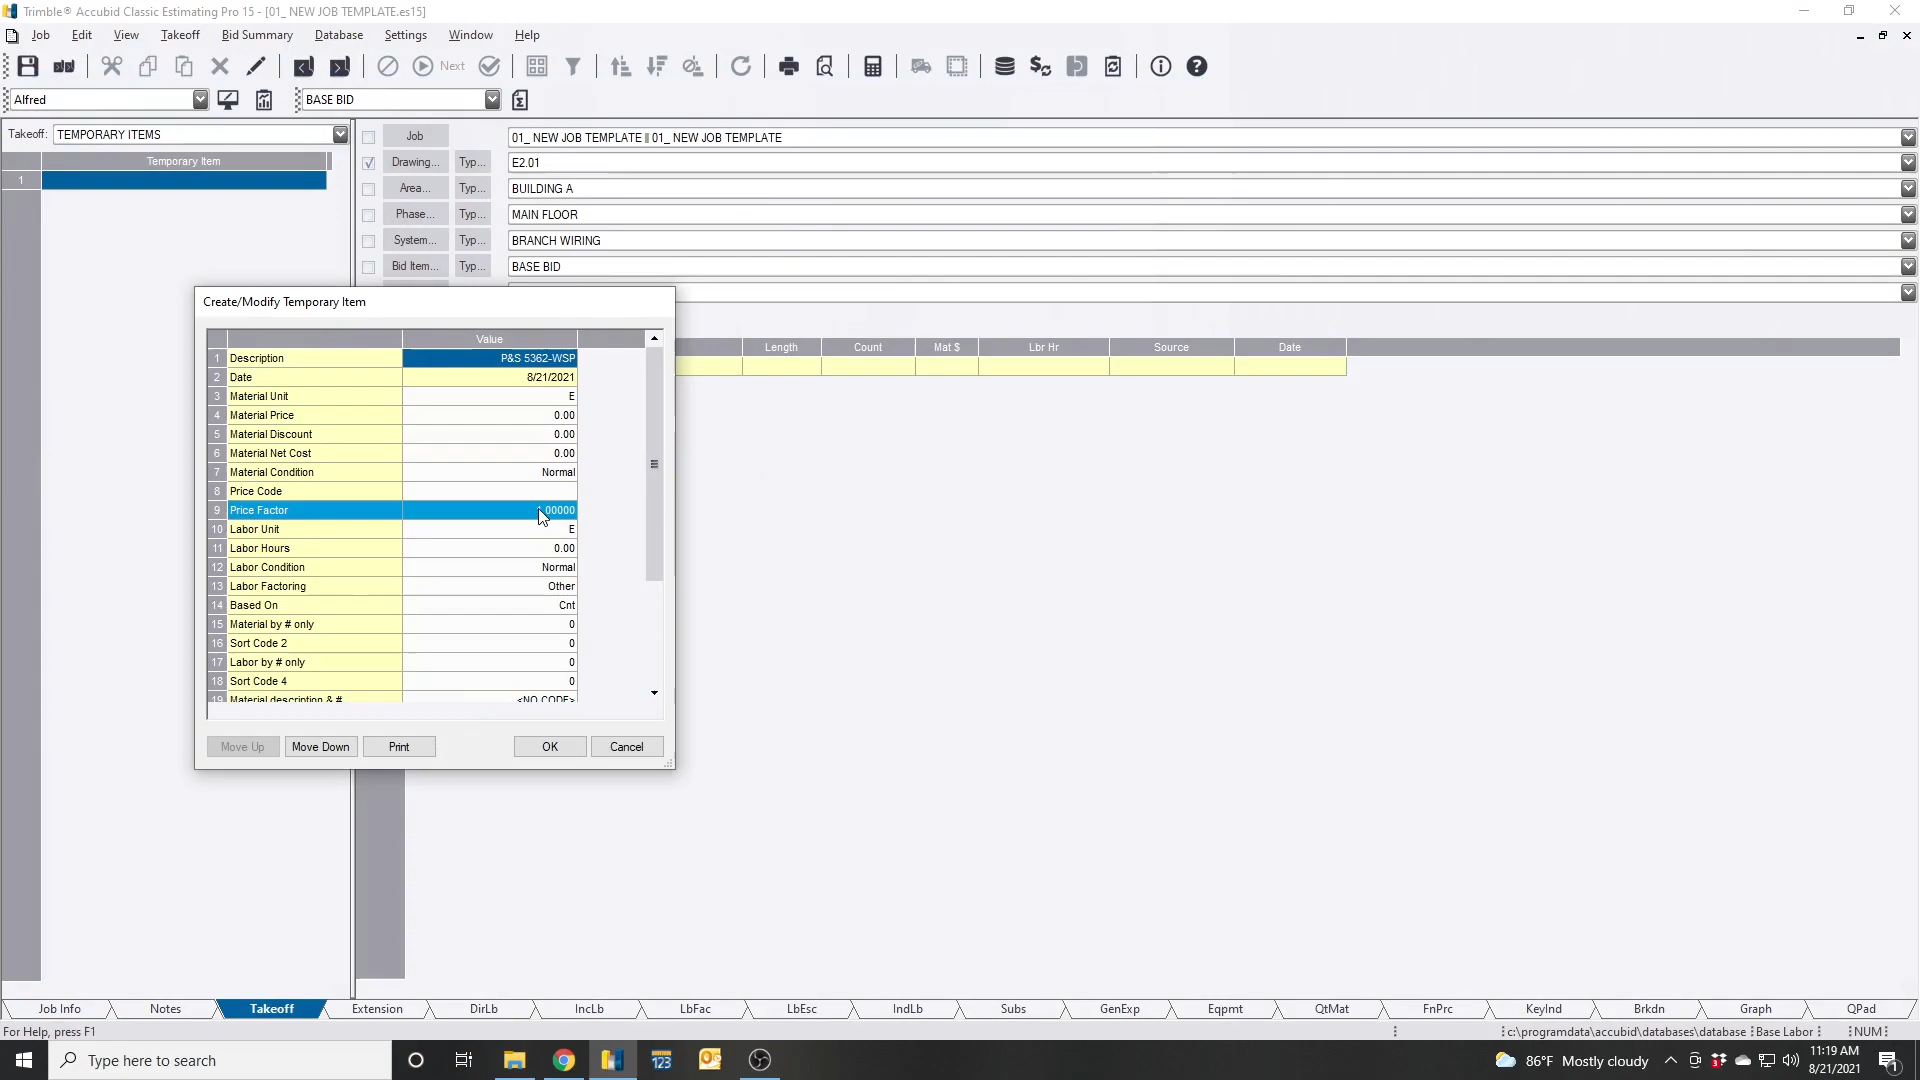 Trimble® Accubid Classic Estimating Pro 15 - [01_ NEW JOB TEMPLATE.es15]
Job Edit View Takeoff Bid Summary Database Settings Window Help
Next
Alfred BASE BID
Takeoff: TEMPORARY ITEMS
Temporary Item
1
Job 01_ NEW JOB TEMPLATE || 01_ NEW JOB TEMPLATE
Drawing... Typ... E2.01
Area... Typ... BUILDING A
Phase... Typ... MAIN FLOOR
System... Typ... BRANCH WIRING
Bid Item... Typ... BASE BID
Length Count Mat $ Lbr Hr Source Date
Create/Modify Temporary Item
Value
1 Description P&S 5362-WSP
2 Date 8/21/2021
3 Material Unit E
4 Material Price 0.00
5 Material Discount 0.00
6 Material Net Cost 0.00
7 Material Condition Normal
8 Price Code
9 Price Factor .00000
10 Labor Unit E
11 Labor Hours 0.00
12 Labor Condition Normal
13 Labor Factoring Other
14 Based On Cnt
15 Material by # only 0
16 Sort Code 2 0
17 Labor by # only 0
18 Sort Code 4 0
19 Material description & # <NO CODE>
Move Up Move Down Print OK Cancel
Job Info Notes Takeoff Extension DirLb IncLb LbFac LbEsc IndLb Subs GenExp Eqpmt QtMat FnPrc KeyInd Brkdn Graph QPad
For Help, press F1 c:\programdata\accubid\databases\database Base Labor NUM
Type here to search 123 86°F Mostly cloudy 3 11:19 AM 1
8/21/2021